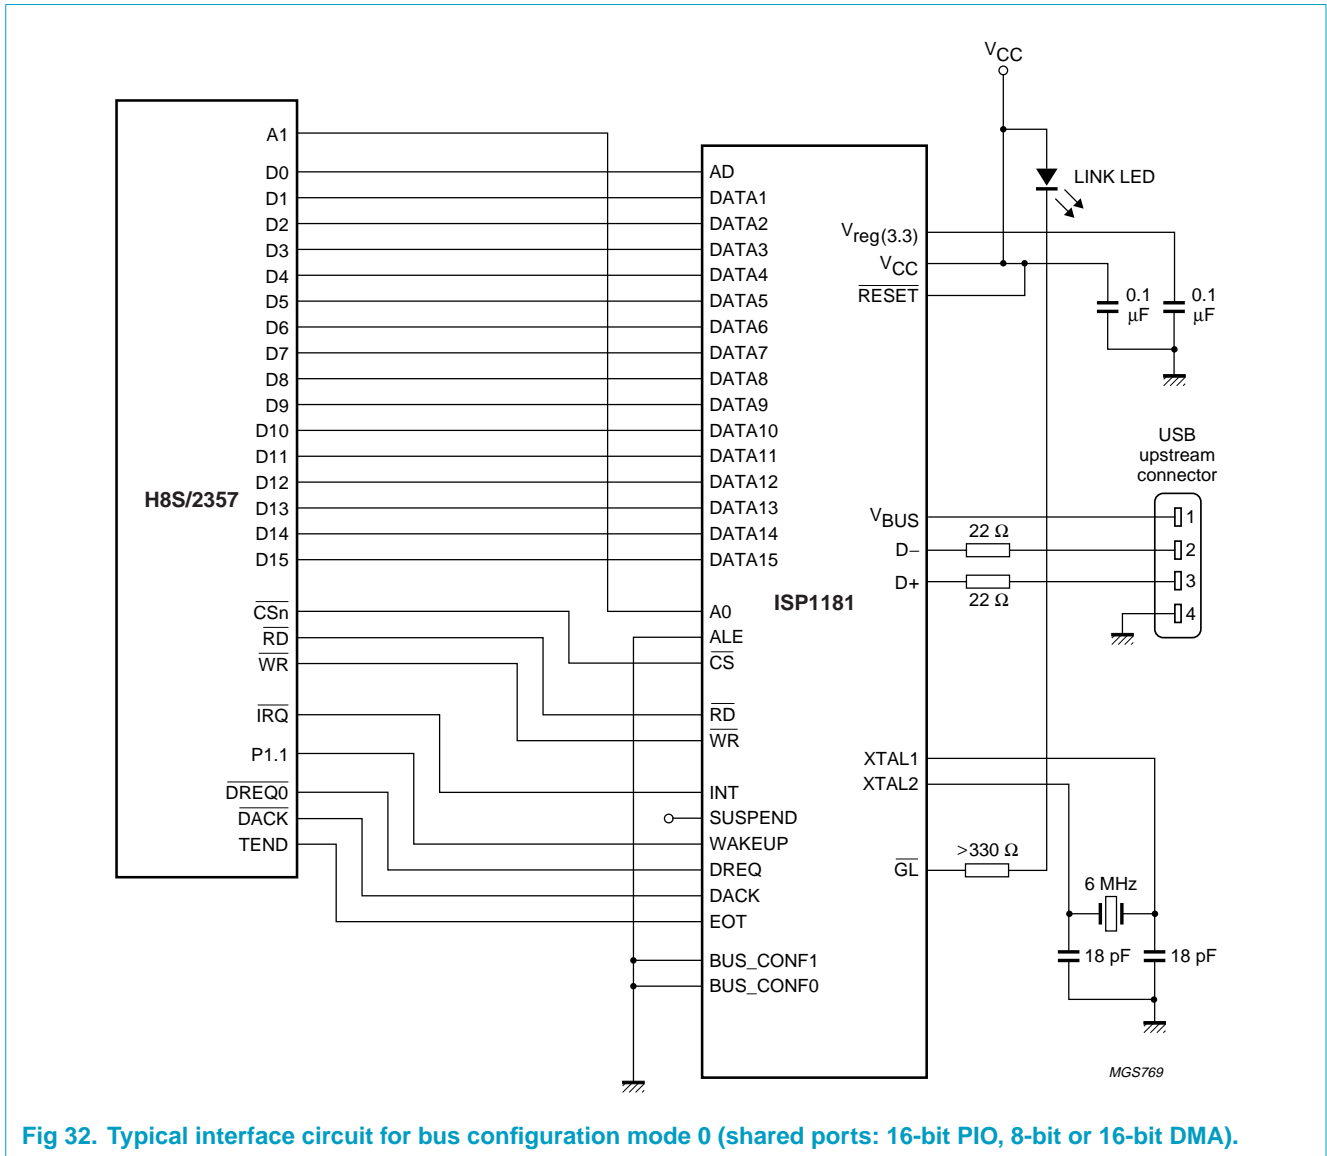 VCC
A1
D0
D1
D2
D3
D4
D5
D6
D7
D8
D9
D10
D11
D12
D13
D14
D15
CSn
RD
WR
IRQ
P1.1
DREQ0
DACK
TEND
H8S/2357
AD
DATA1
DATA2
DATA3
DATA4
DATA5
DATA6
DATA7
DATA8
DATA9
DATA10
DATA11
DATA12
DATA13
DATA14
DATA15
A0
ALE
CS
RD
WR
INT
SUSPEND
WAKEUP
DREQ
DACK
EOT
BUS_CONF1
BUS_CONF0
ISP1181
Vreg(3.3)
VCC
RESET
VBUS
D−
D+
XTAL1
XTAL2
GL
LINK LED
0.1
µF
0.1
µF
USB
upstream
connector
1
2
3
4
22 Ω
22 Ω
>330 Ω
6 MHz
18 pF
18 pF
MGS769
Fig 32. Typical interface circuit for bus configuration mode 0 (shared ports: 16-bit PIO, 8-bit or 16-bit DMA).